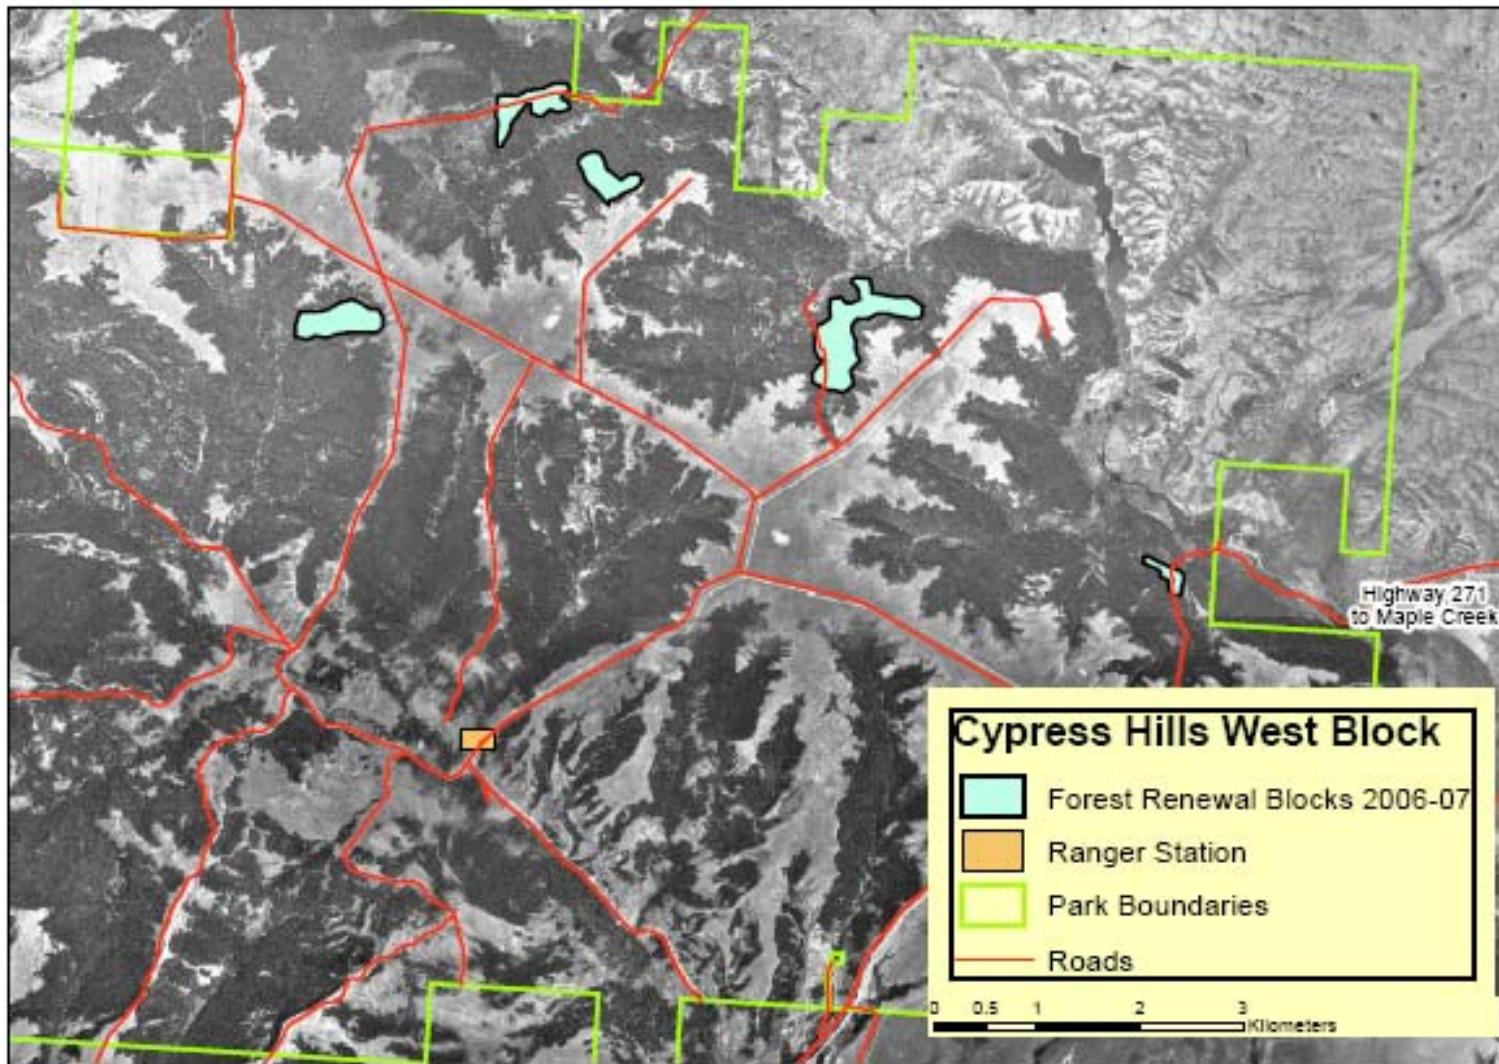 Highway 271
to Maple Creek
Cypress Hills West Block
Forest Renewal Blocks 2006-07
Ranger Station
Park Boundaries
Roads
0 0.5 1 2 3
Kilometers